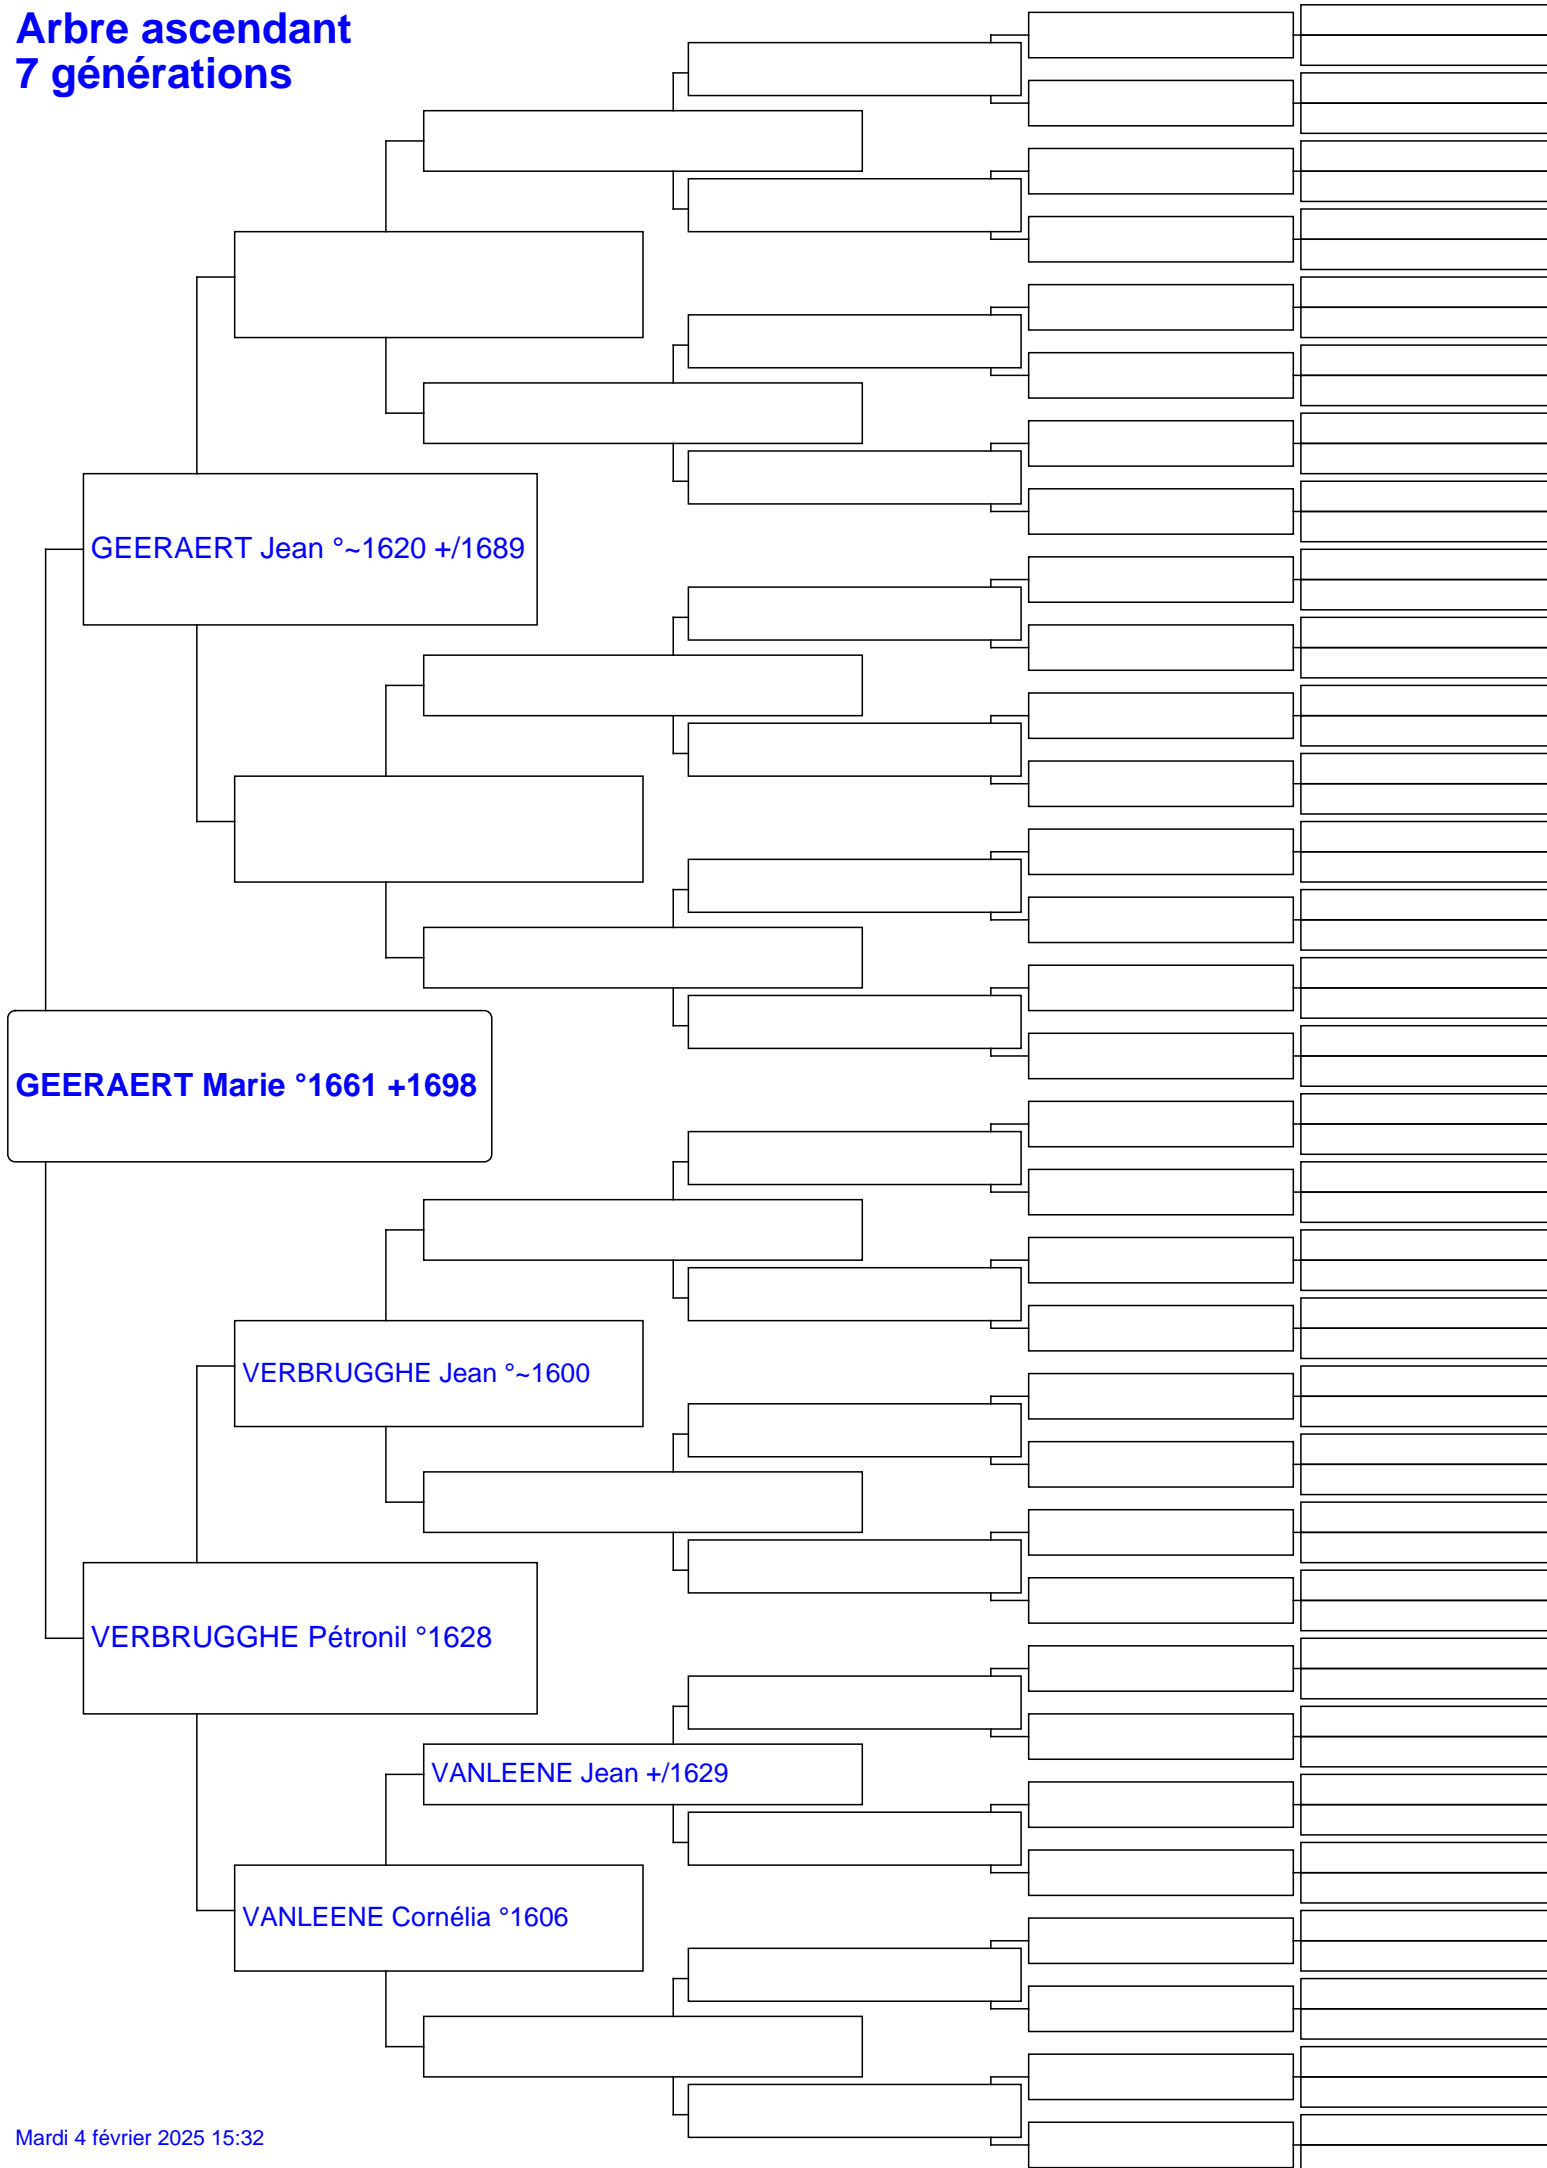 Arbre ascendant
7 générations
GEERAERT Jean °~1620 +/1689
GEERAERT Marie °1661 +1698
VERBRUGGHE Jean °~1600
VERBRUGGHE Pétronil °1628
VANLEENE Jean +/1629
VANLEENE Cornélia °1606
Mardi 4 février 2025 15:32